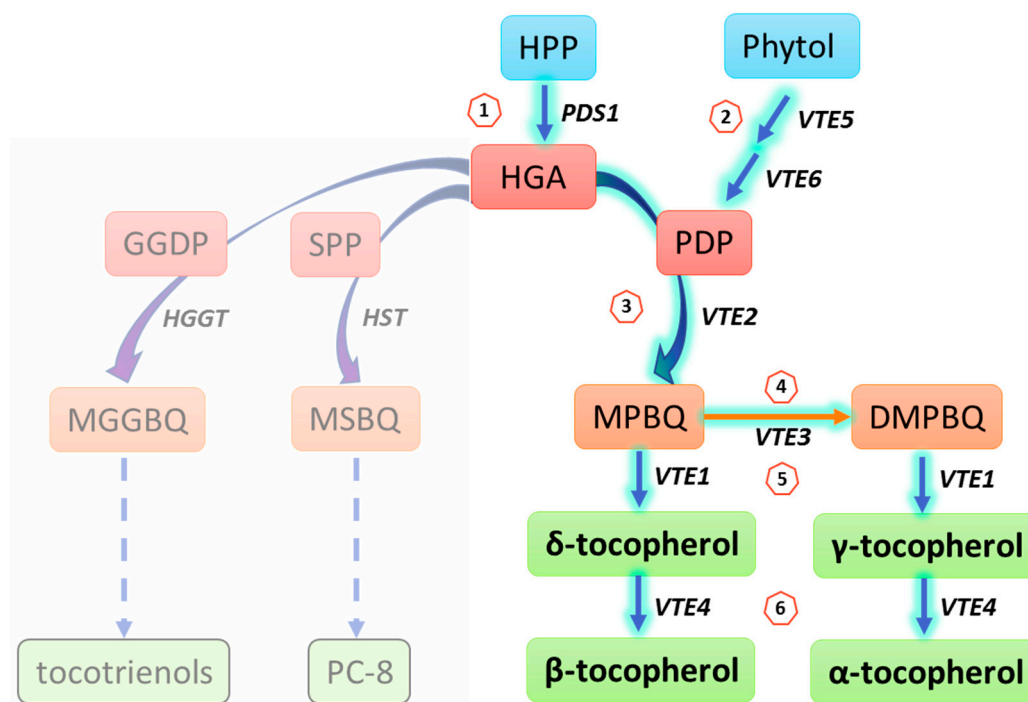 HPP
Phytol
1
PDS1
2
VTE5
HGA
VTE6
GGDP
SPP
PDP
HGGT
HST
3
VTE2
MGGBQ
MSBQ
MPBQ
4
VTE3
DMPBQ
VTE1
5
VTE1
δ-tocopherol
γ-tocopherol
VTE4
6
VTE4
tocotrienols
PC-8
β-tocopherol
α-tocopherol